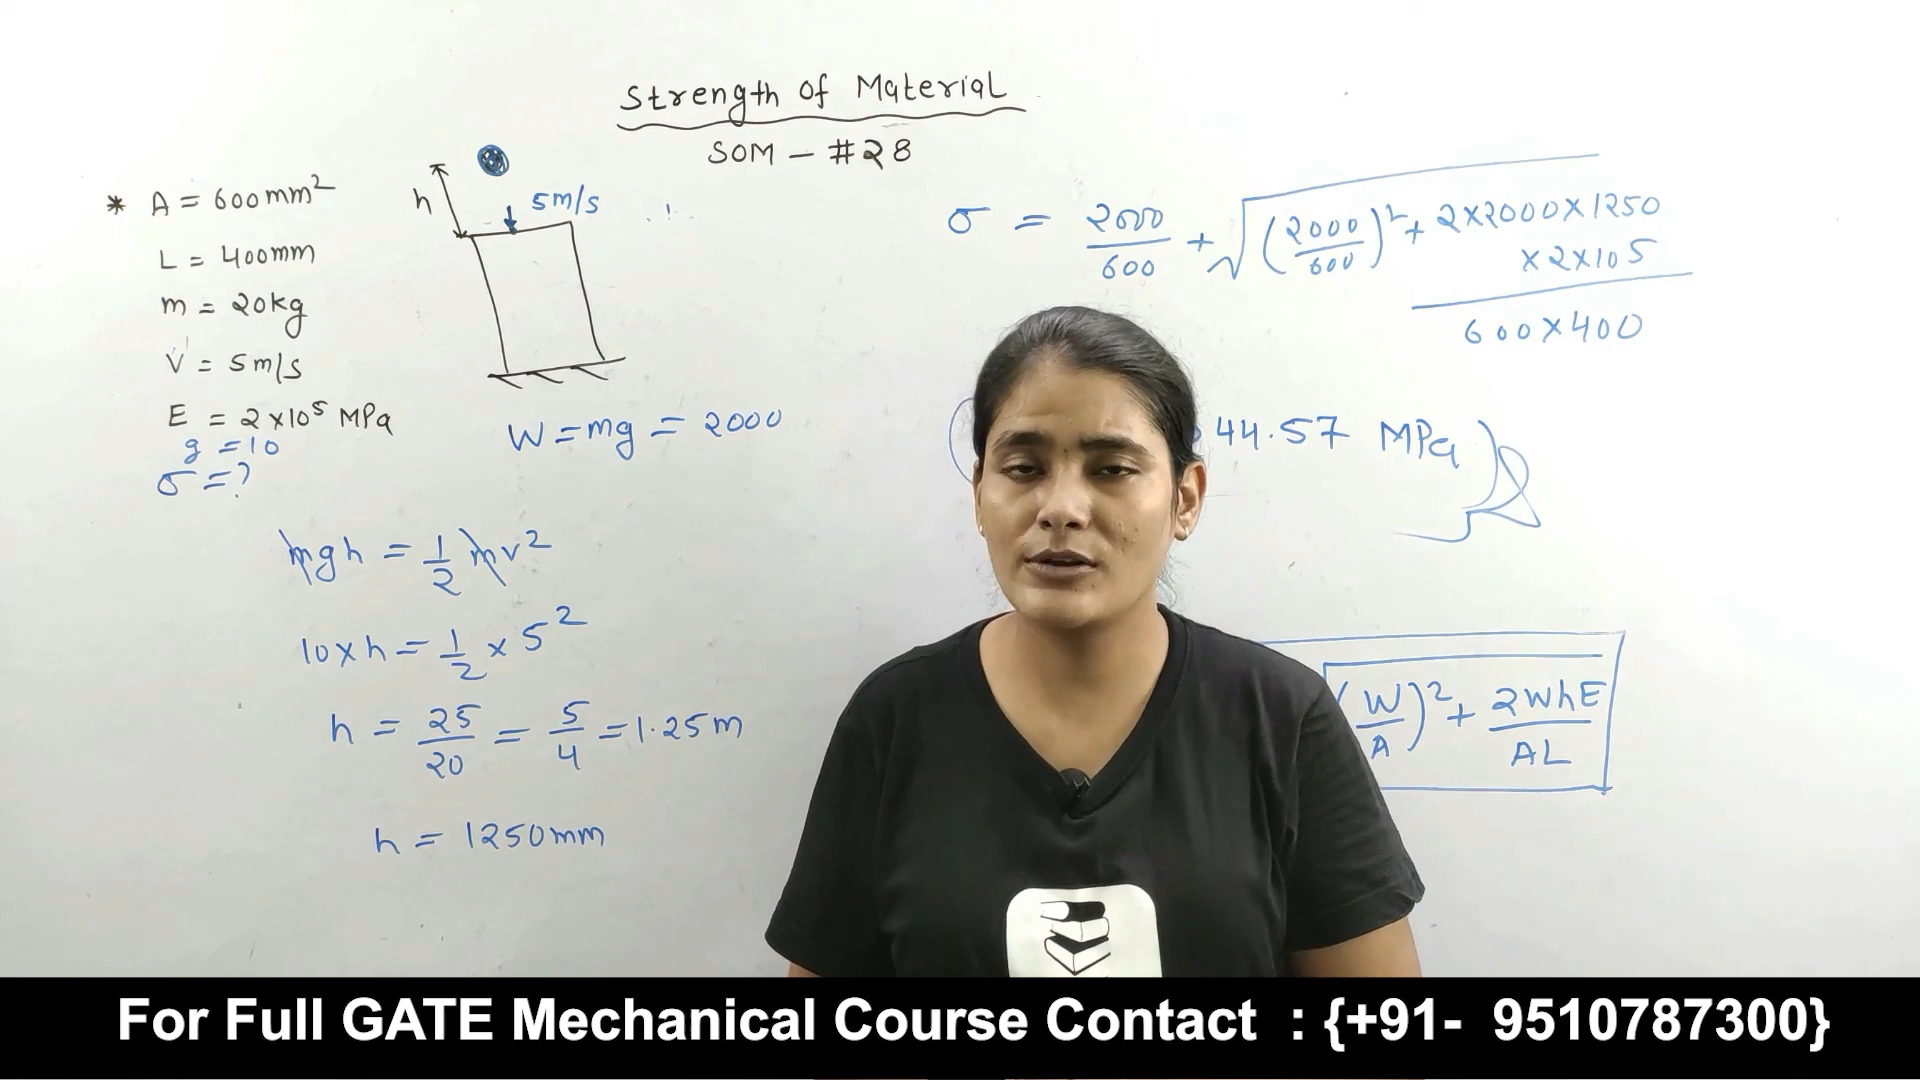 Strength of Material
SOM - #28
* A = 600mm²
L = 400mm
m = 20kg
V = 5m/s
E = 2×10⁵ MPa
g = 10
σ = ?
h
5m/s
W = mg = 2000
mgh = 1/2 mv²
10×h = 1/2 × 5²
h = 25/20 = 5/4 = 1.25m
h = 1250mm
σ = 2000/600 + √(2000/600)² + 2×2000×1250×2×105/600×400
44.57 MPa
(W/A)² + 2WhE/AL
For Full GATE Mechanical Course Contact : {+91- 9510787300}